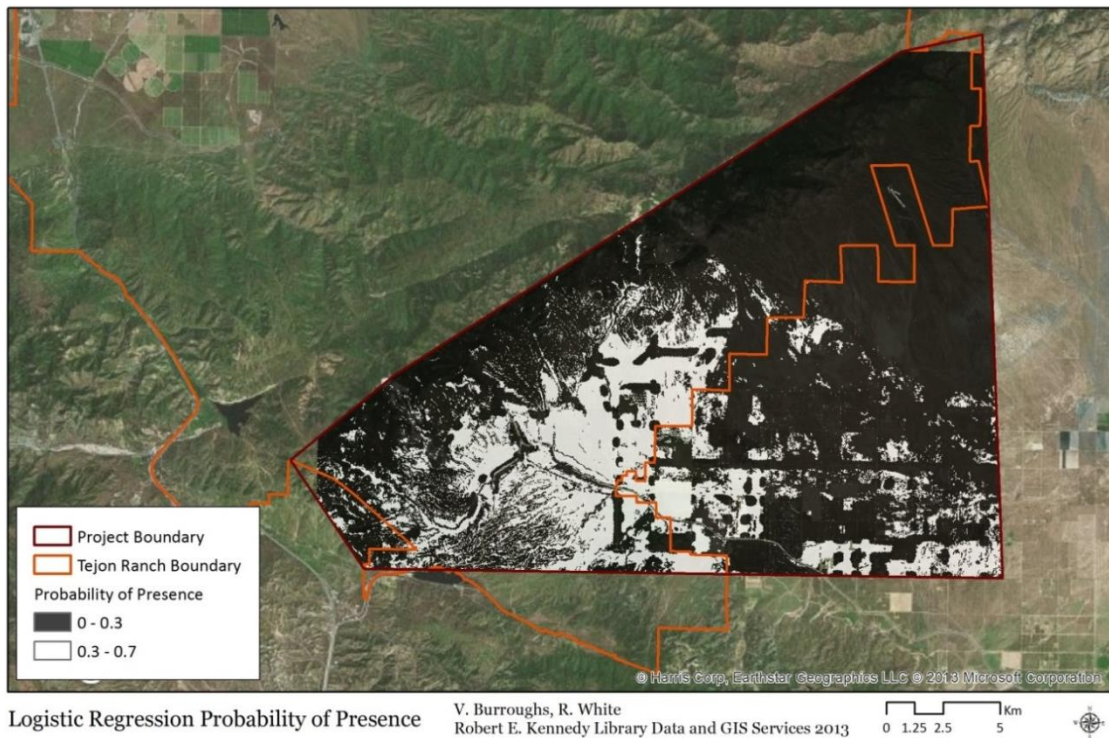 Project Boundary
Tejon Ranch Boundary
Probability of Presence
0 - 0.3
0.3 - 0.7
© Harris Corp, Earthstar Geographics LLC © 2013 Microsoft Corporation
Logistic Regression Probability of Presence
V. Burroughs, R. White
Robert E. Kennedy Library Data and GIS Services 2013
Km
0 1.25 2.5 5